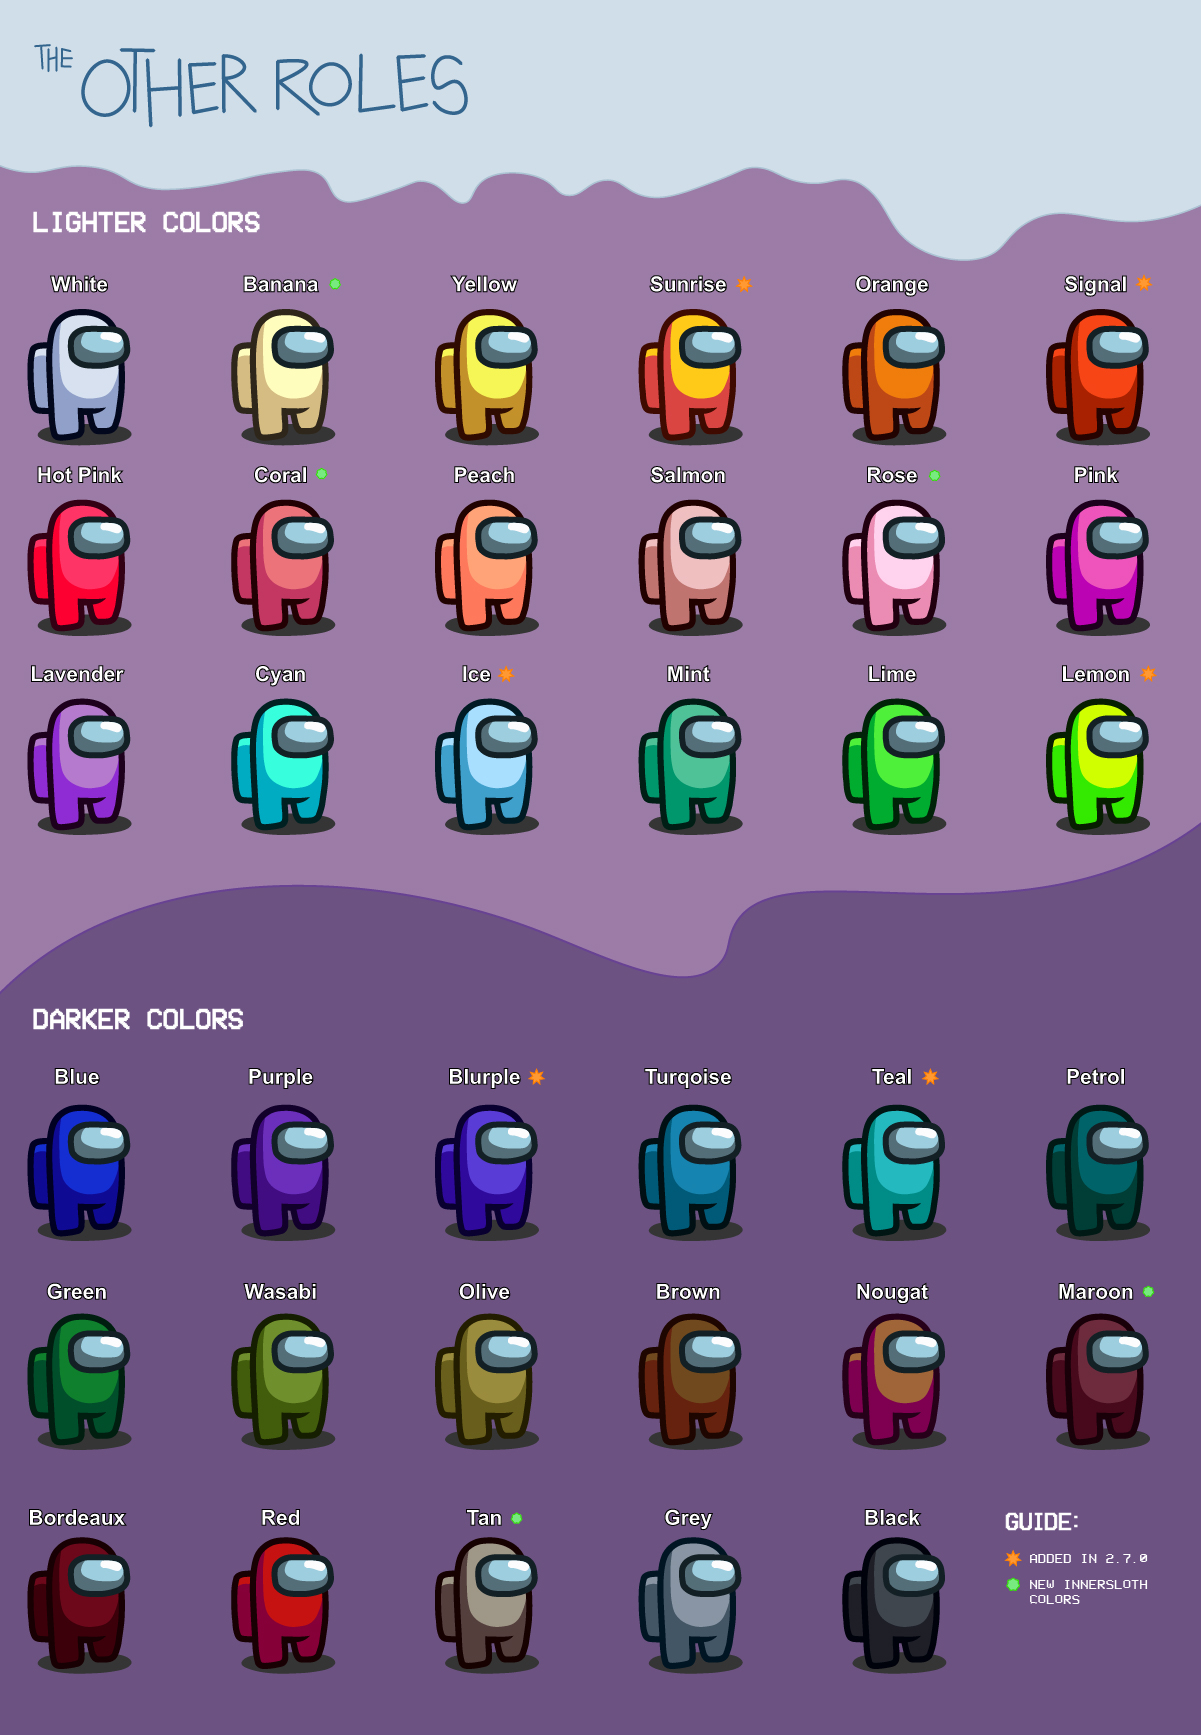 THE OTHER ROLES
LIGHTER COLORS
White Banana Yellow Sunrise Orange Signal
Hot Pink Coral Peach Salmon Rose Pink
Lavender Cyan Ice Mint Lime Lemon
DARKER COLORS
Blue Purple Blurple Turqoise Teal Petrol
Green Wasabi Olive Brown Nougat Maroon
Bordeaux Red Tan Grey Black
GUIDE:
ADDED IN 2.7.0
NEW INNERSLOTH
COLORS